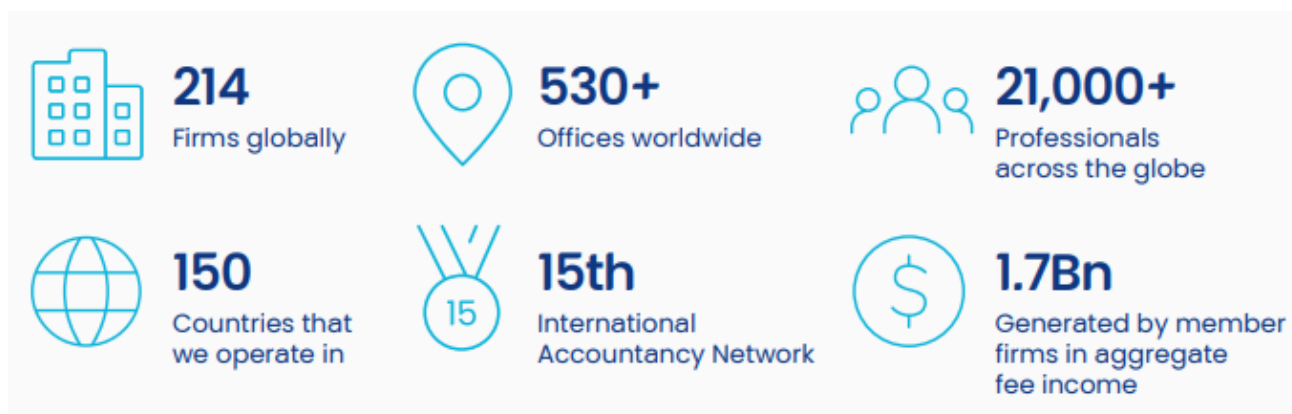 214
Firms globally
530+
Offices worldwide
21,000+
Professionals
across the globe
150
Countries that
we operate in
15
15th
International
Accountancy Network
$
1.7Bn
Generated by member
firms in aggregate
fee income